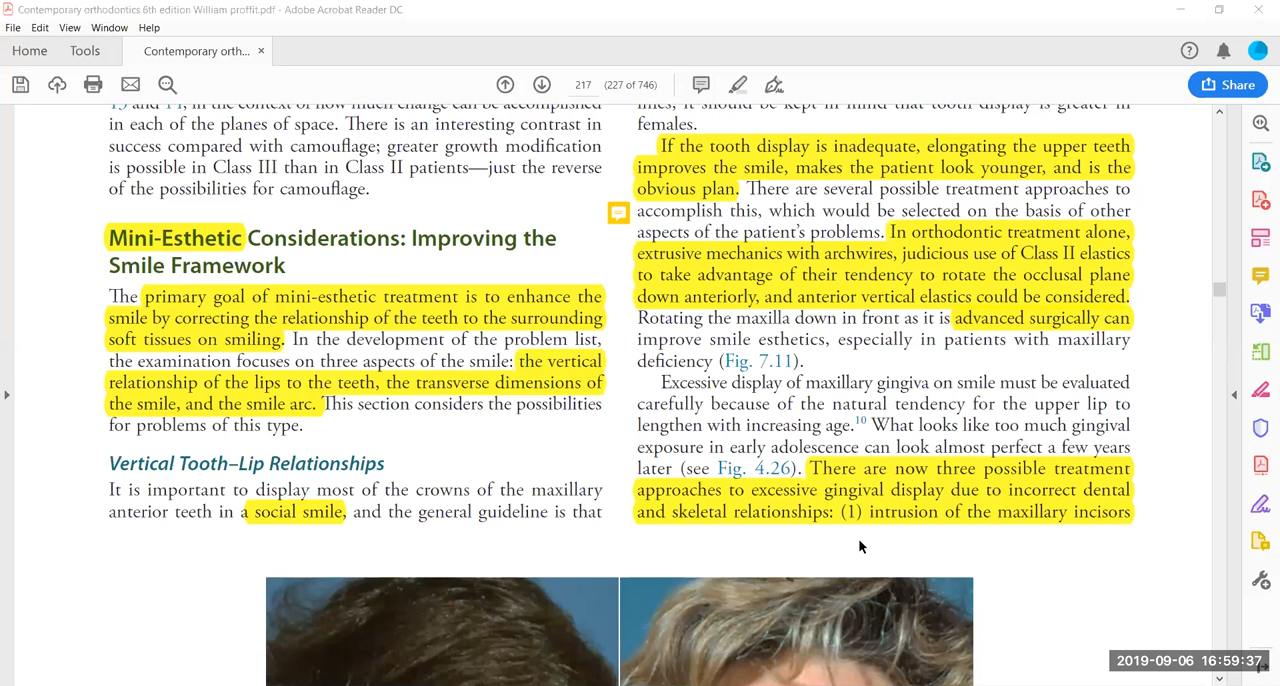 Contemporary orthodontics 6th edition William proffit.pdf - Adobe Acrobat Reader DC
File Edit View Window Help
Home Tools Contemporary orth... ×
217 (227 of 746)
Share
in each of the planes of space. There is an interesting contrast in
success compared with camouflage; greater growth modification
is possible in Class III than in Class II patients—just the reverse
of the possibilities for camouflage.
Mini-Esthetic Considerations: Improving the
Smile Framework
The primary goal of mini-esthetic treatment is to enhance the
smile by correcting the relationship of the teeth to the surrounding
soft tissues on smiling. In the development of the problem list,
the examination focuses on three aspects of the smile: the vertical
relationship of the lips to the teeth, the transverse dimensions of
the smile, and the smile arc. This section considers the possibilities
for problems of this type.
Vertical Tooth–Lip Relationships
It is important to display most of the crowns of the maxillary
anterior teeth in a social smile, and the general guideline is that
females.
If the tooth display is inadequate, elongating the upper teeth
improves the smile, makes the patient look younger, and is the
obvious plan. There are several possible treatment approaches to
accomplish this, which would be selected on the basis of other
aspects of the patient's problems. In orthodontic treatment alone,
extrusive mechanics with archwires, judicious use of Class II elastics
to take advantage of their tendency to rotate the occlusal plane
down anteriorly, and anterior vertical elastics could be considered.
Rotating the maxilla down in front as it is advanced surgically can
improve smile esthetics, especially in patients with maxillary
deficiency (Fig. 7.11).
Excessive display of maxillary gingiva on smile must be evaluated
carefully because of the natural tendency for the upper lip to
lengthen with increasing age.10 What looks like too much gingival
exposure in early adolescence can look almost perfect a few years
later (see Fig. 4.26). There are now three possible treatment
approaches to excessive gingival display due to incorrect dental
and skeletal relationships: (1) intrusion of the maxillary incisors
2019-09-06 16:59:37